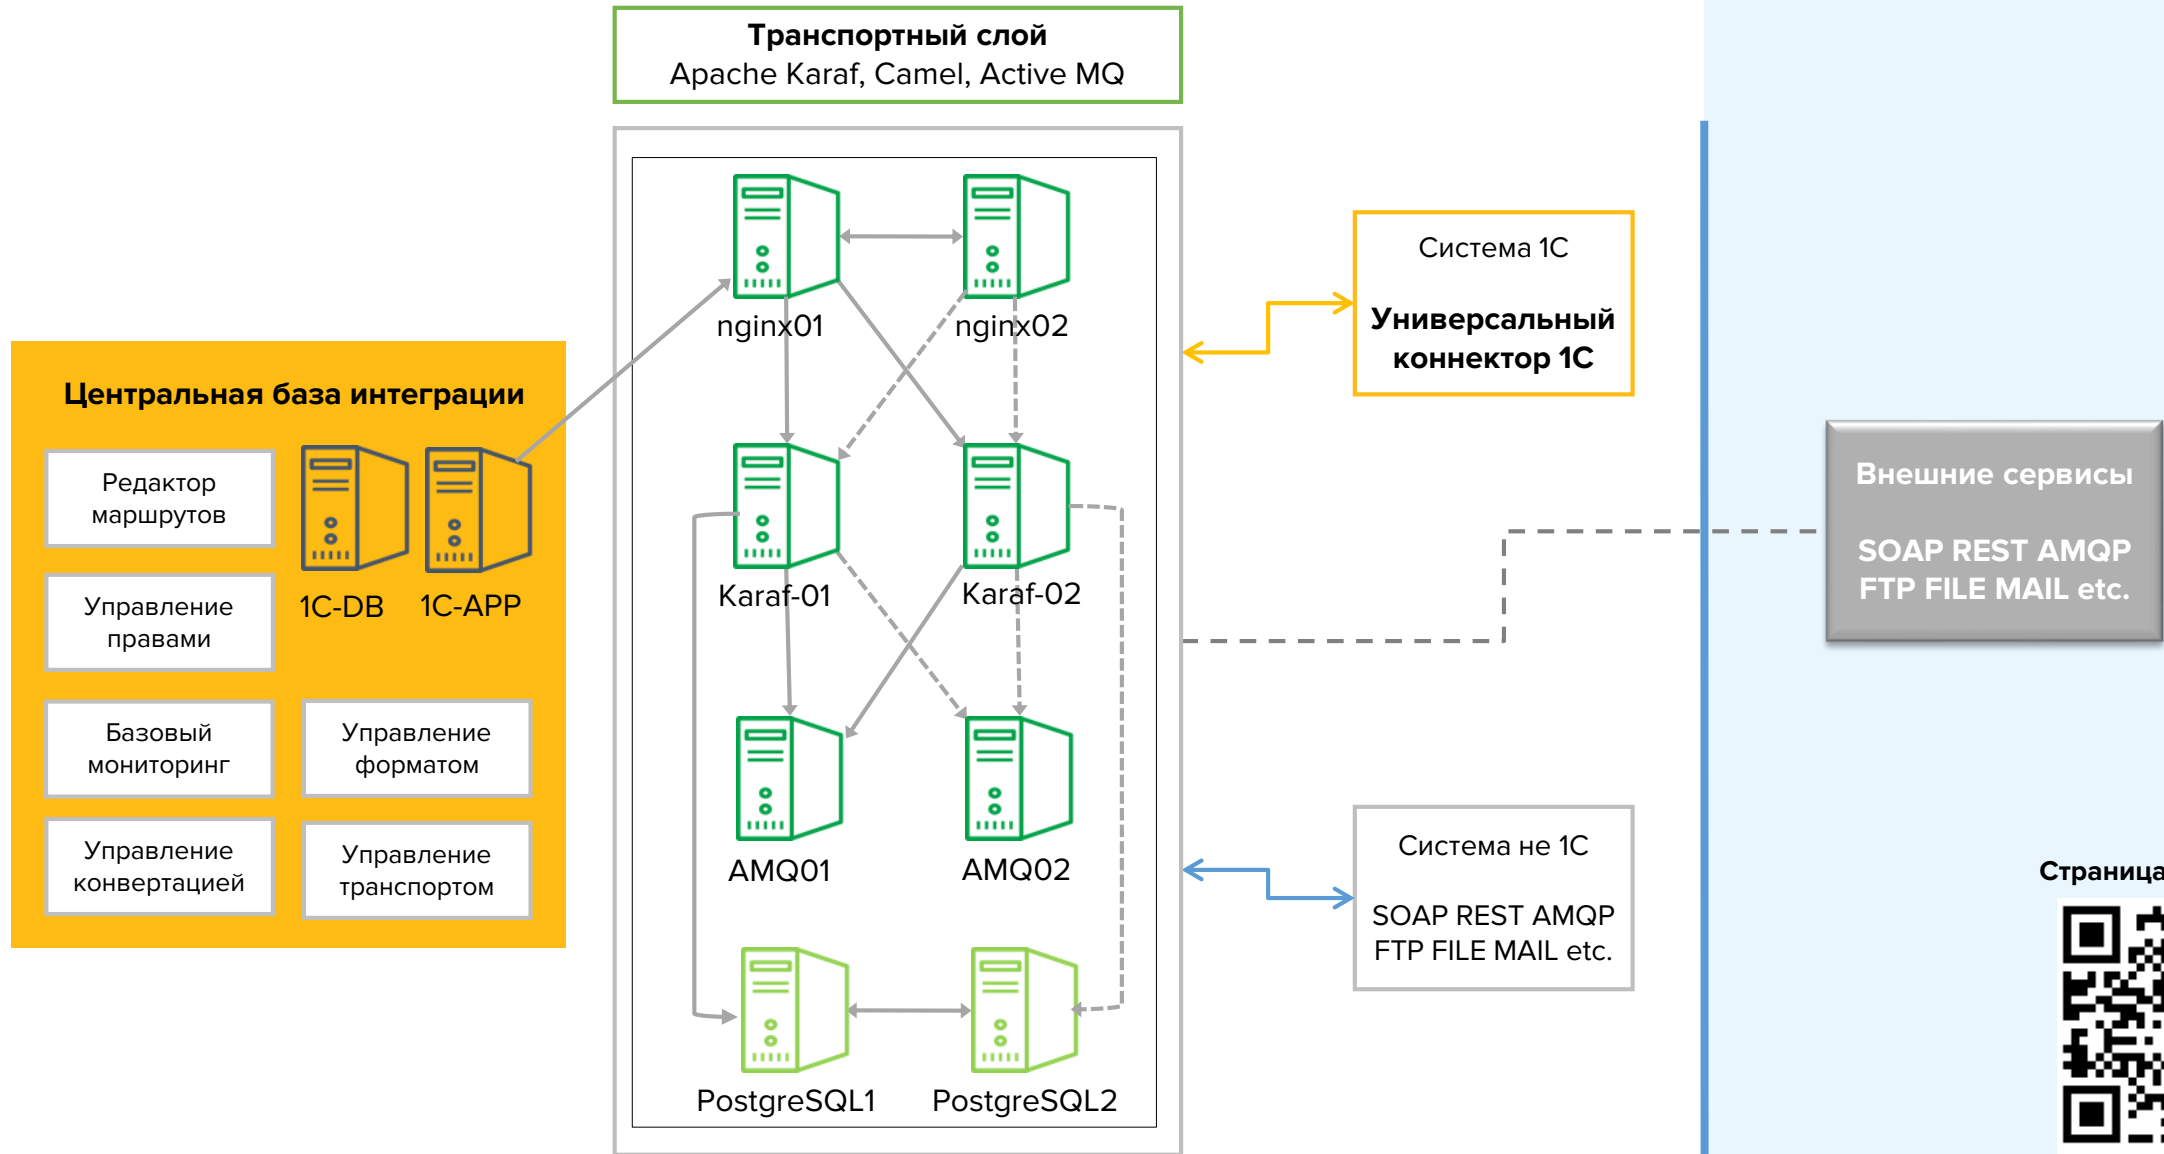 Транспортный слой
Apache Karaf, Camel, Active MQ
Центральная база интеграции
Редактор
маршрутов
Управление
правами
1C-DB
1C-APP
Базовый
мониторинг
Управление
форматом
Управление
конвертацией
Управление
транспортом
nginx01
nginx02
Karaf-01
Karaf-02
AMQ01
AMQ02
PostgreSQL1
PostgreSQL2
Система 1С
Универсальный
коннектор 1С
Система не 1С
SOAP REST AMQP
FTP FILE MAIL etc.
Внешние сервисы
SOAP REST AMQP
FTP FILE MAIL etc.
Страница